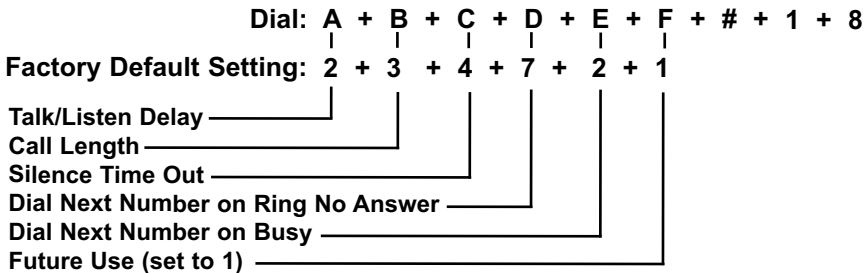 Dial: A + B + C + D + E + F + # + 1 + 8
Factory Default Setting: 2 + 3 + 4 + 7 + 2 + 1
Talk/Listen Delay
Call Length
Silence Time Out
Dial Next Number on Ring No Answer
Dial Next Number on Busy
Future Use (set to 1)